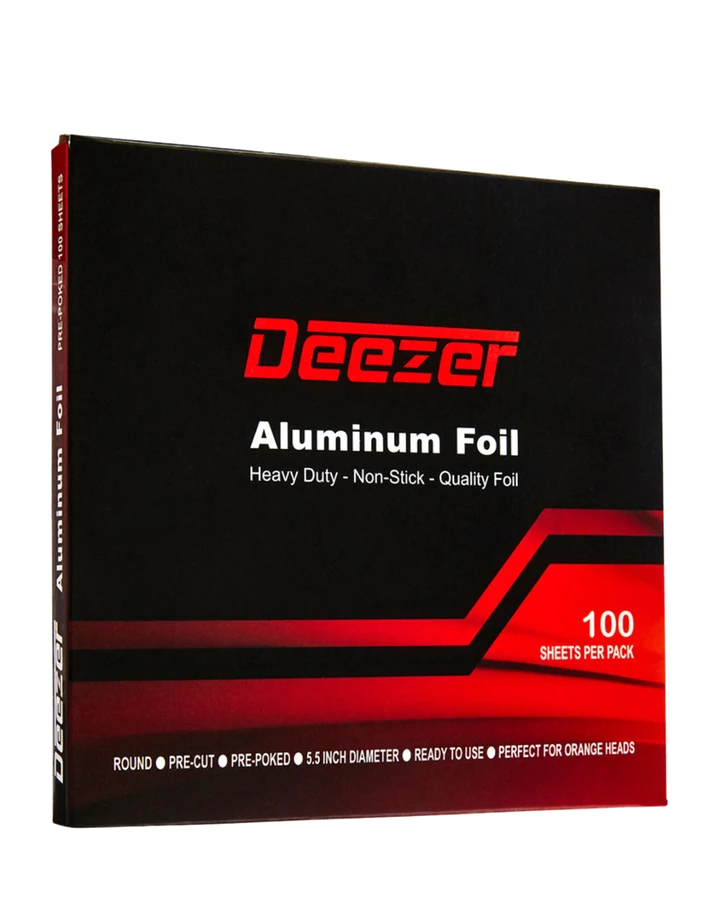 Deezer
Aluminum Foil
Heavy Duty - Non-Stick - Quality Foil
100
SHEETS PER PACK
ROUND ● PRE-CUT ● PRE-POKED ● 5.5 INCH DIAMETER ● READY TO USE ● PERFECT FOR ORANGE HEADS
Deezer Aluminum Foil PRE-POKED 100 SHEETS